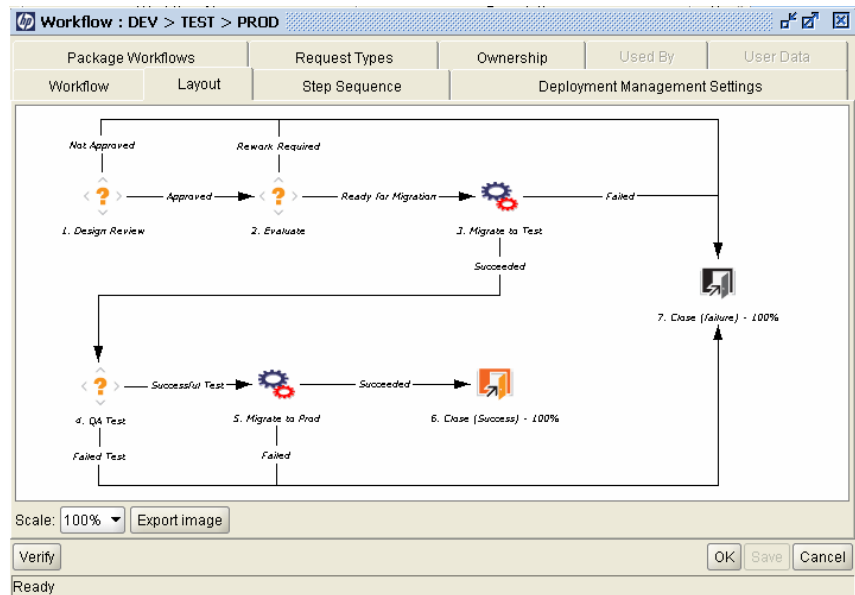 Workflow : DEV > TEST > PROD
Package Workflows Request Types Ownership Used By User Data
Workflow Layout Step Sequence Deployment Management Settings
Not Approved Rework Required
Approved Ready for Migration Failed
1. Design Review 2. Evaluate 3. Migrate to Test
Succeeded
7. Close (failure) - 100%
Successful Test Succeeded
4. QA Test 5. Migrate to Prod 6. Close (Success) - 100%
Failed Test Failed
Scale: 100% Export image
Verify OK Save Cancel
Ready